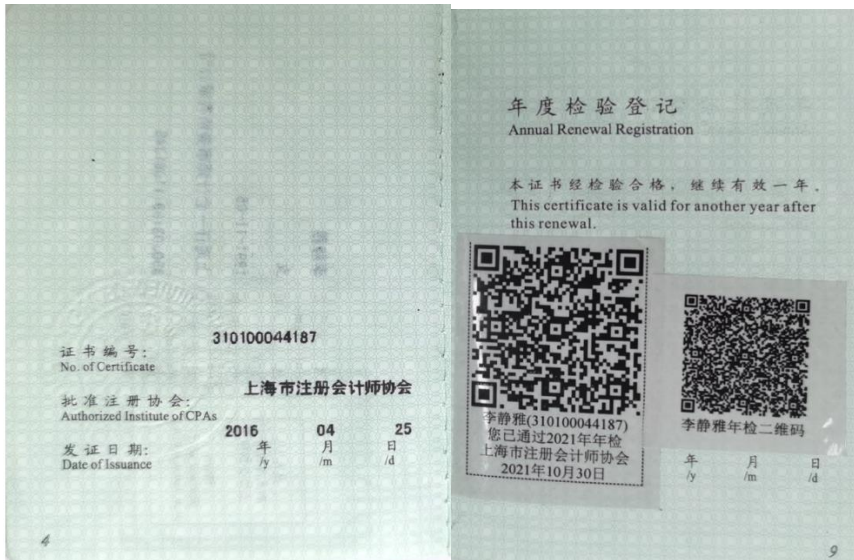 310100044187
证书编号:
No. of Certificate
上海市注册会计师协会
批准注册协会:
Authorized Institute of CPAs
2016 04 25
发证日期: 年 月 日
Date of Issuance /y /m /d
4
年度检验登记
Annual Renewal Registration
本证书经检验合格，继续有效一年。
This certificate is valid for another year after
this renewal.
李静雅(310100044187)
您已通过2021年年检
上海市注册会计师协会
2021年10月30日
李静雅年检二维码
年 月 日
/y /m /d
9